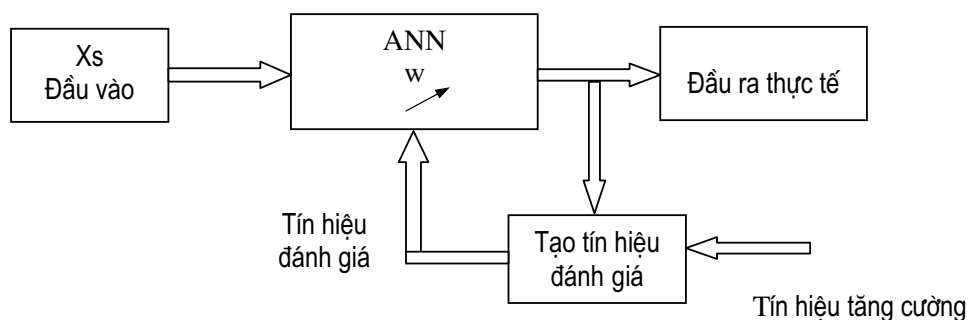 Xs
Đầu vào
ANN
w
Đầu ra thực tế
Tín hiệu
đánh giá
Tạo tín hiệu
đánh giá
Tín hiệu tăng cường